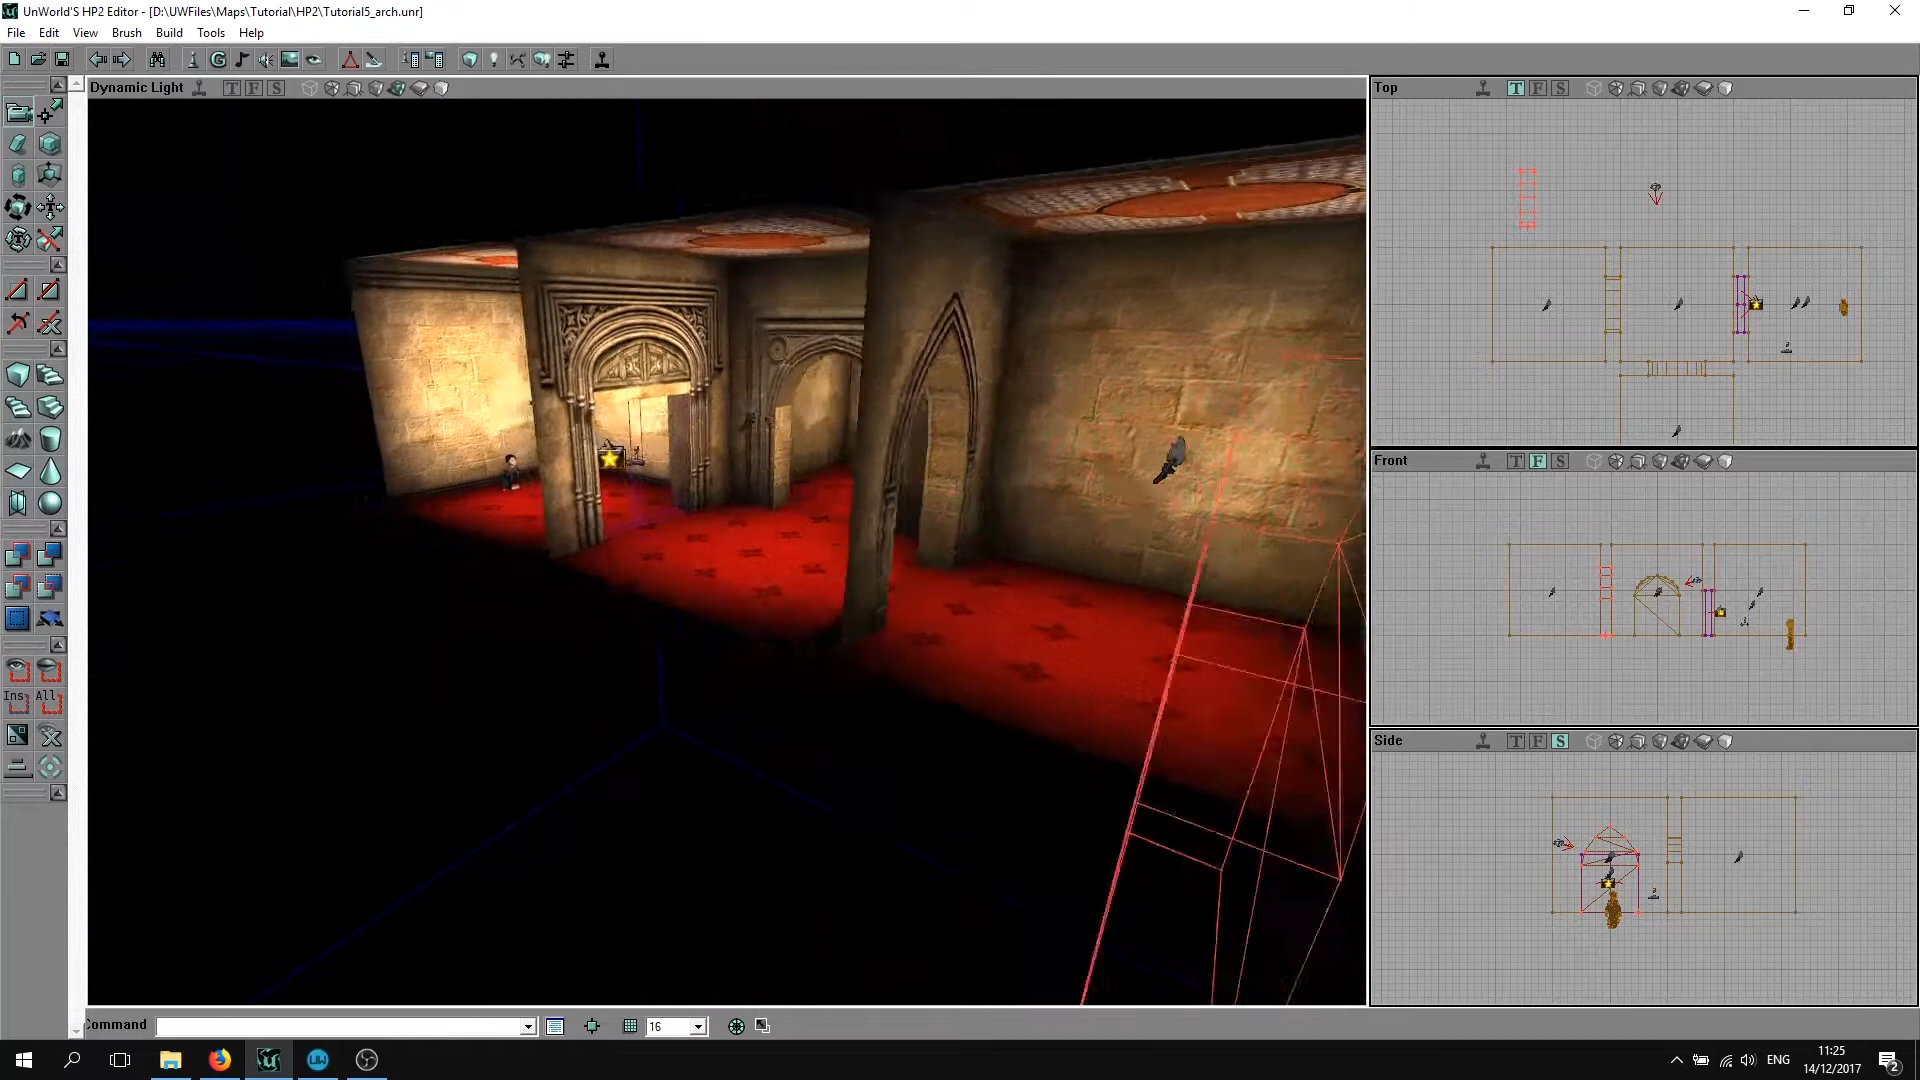 UnWorld'S HP2 Editor - [D:\UWFiles\Maps\Tutorial\HP2\Tutorial5_arch.unr]
File Edit View Brush Build Tools Help
Dynamic Light T F S
Top T F S
Front T F S
Side T F S
Ins All
Command 16
ENG
11:25
14/12/2017
2